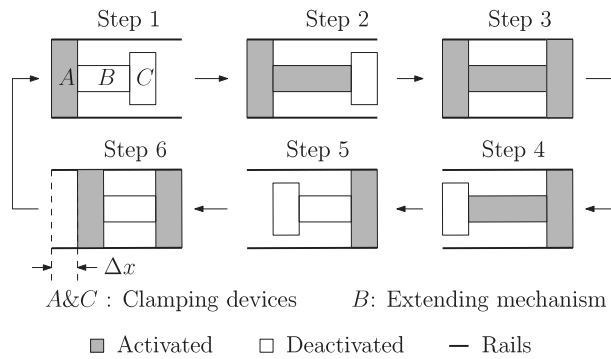 Step 1 Step 2 Step 3
A B C
Step 6 Step 5 Step 4
Δx
A&C : Clamping devices B: Extending mechanism
Activated Deactivated Rails